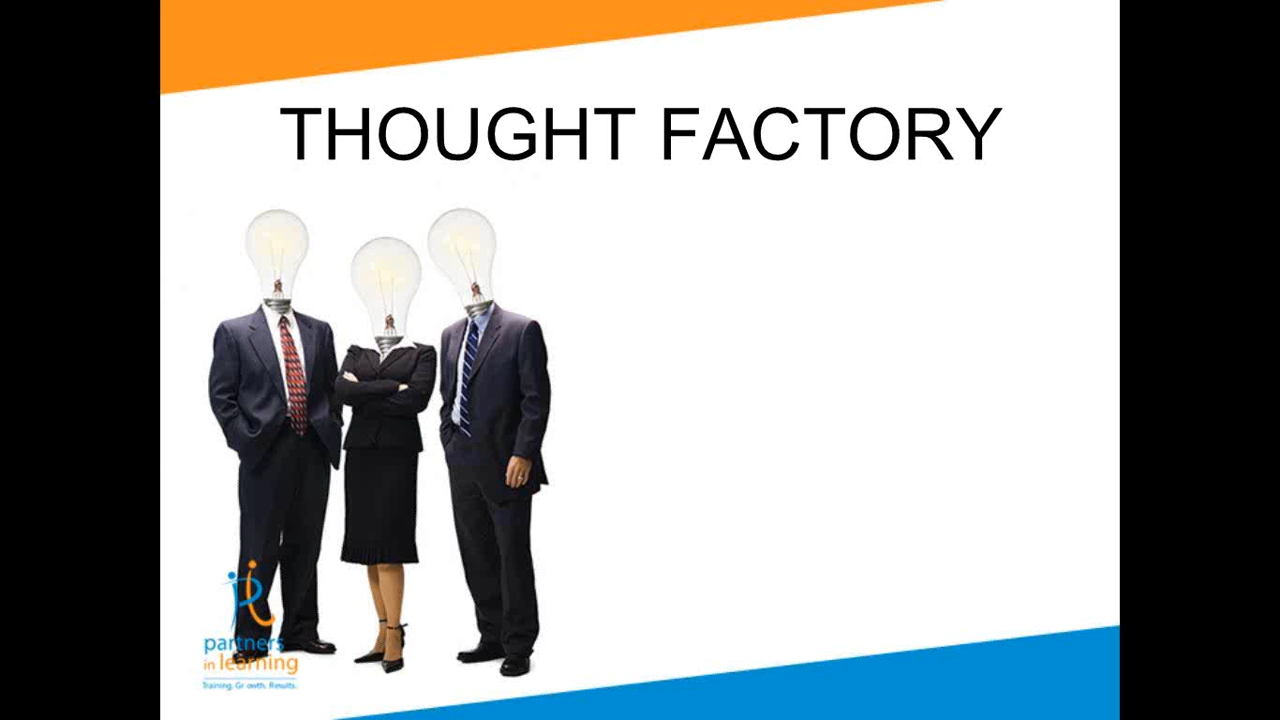 THOUGHT FACTORY
partners
in learning
Training. Growth. Results.